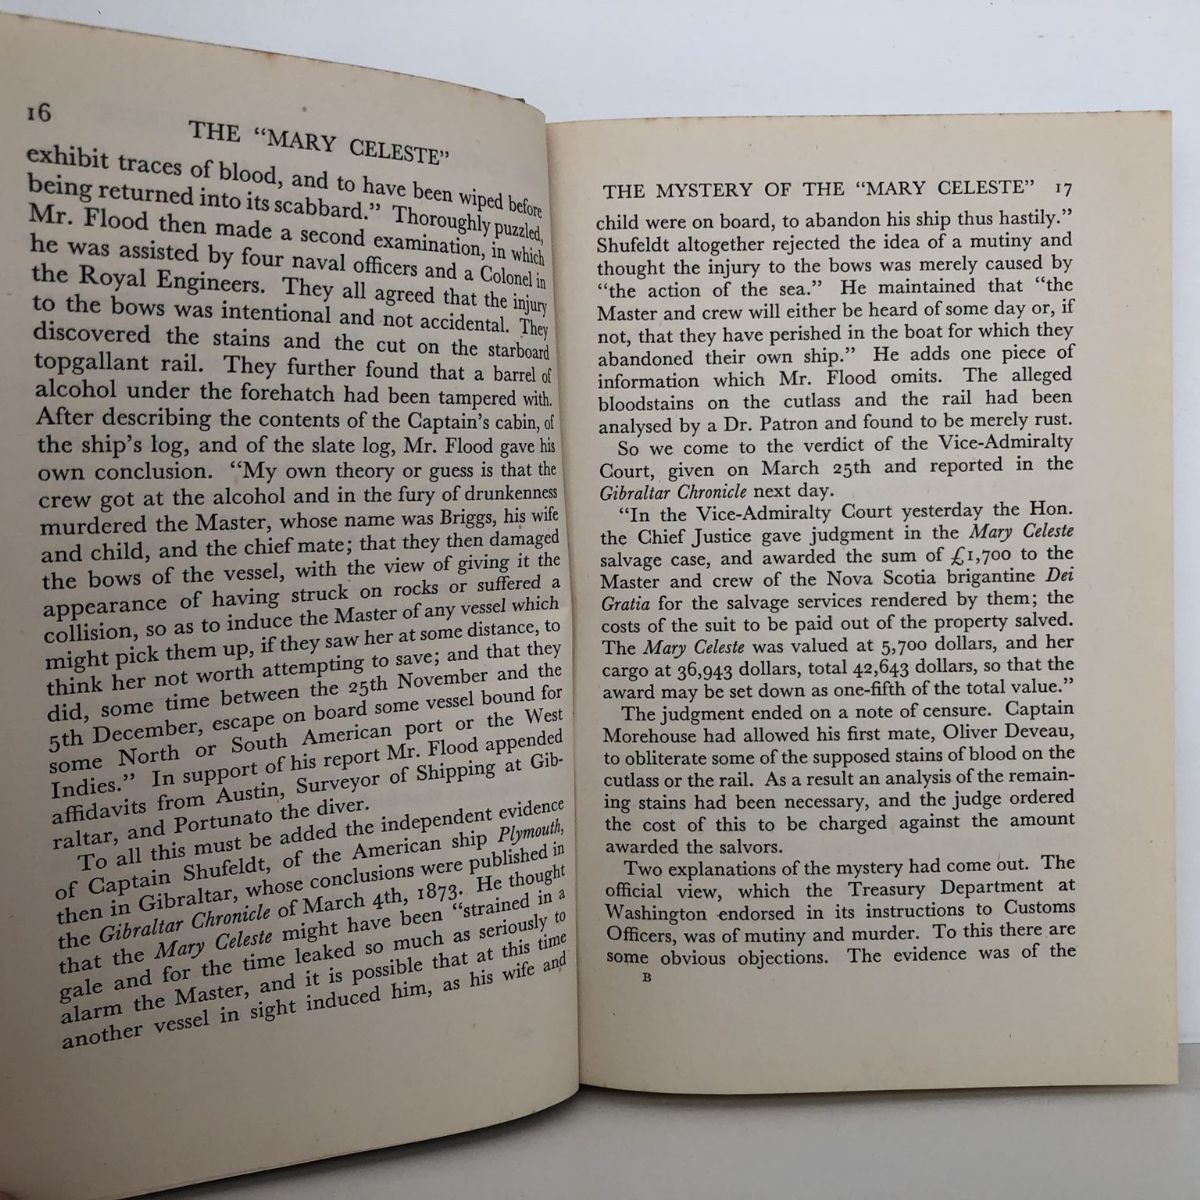 16
THE "MARY CELESTE"
exhibit traces of blood, and to have been wiped before
being returned into its scabbard." Thoroughly puzzled,
Mr. Flood then made a second examination, in which
he was assisted by four naval officers and a Colonel in
the Royal Engineers. They all agreed that the injury
to the bows was intentional and not accidental. They
discovered the stains and the cut on the starboard
topgallant rail. They further found that a barrel of
alcohol under the forehatch had been tampered with.
After describing the contents of the Captain's cabin, of
the ship's log, and of the slate log, Mr. Flood gave his
own conclusion. "My own theory or guess is that the
crew got at the alcohol and in the fury of drunkenness
murdered the Master, whose name was Briggs, his wife
and child, and the chief mate; that they then damaged
the bows of the vessel, with the view of giving it the
appearance of having struck on rocks or suffered a
collision, so as to induce the Master of any vessel which
might pick them up, if they saw her at some distance, to
think her not worth attempting to save; and that they
did, some time between the 25th November and the
5th December, escape on board some vessel bound for
some North or South American port or the West
Indies." In support of his report Mr. Flood appended
affidavits from Austin, Surveyor of Shipping at Gib-
raltar, and Portunato the diver.
To all this must be added the independent evidence
of Captain Shufeldt, of the American ship Plymouth,
then in Gibraltar, whose conclusions were published in
the Gibraltar Chronicle of March 4th, 1873. He thought
that the Mary Celeste might have been "strained in a
gale and for the time leaked so much as seriously to
alarm the Master, and it is possible that at this time
another vessel in sight induced him, as his wife and
THE MYSTERY OF THE "MARY CELESTE" 17
child were on board, to abandon his ship thus hastily."
Shufeldt altogether rejected the idea of a mutiny and
thought the injury to the bows was merely caused by
"the action of the sea." He maintained that "the
Master and crew will either be heard of some day or, if
not, that they have perished in the boat for which they
abandoned their own ship." He adds one piece of
information which Mr. Flood omits. The alleged
bloodstains on the cutlass and the rail had been
analysed by a Dr. Patron and found to be merely rust.
So we come to the verdict of the Vice-Admiralty
Court, given on March 25th and reported in the
Gibraltar Chronicle next day.
"In the Vice-Admiralty Court yesterday the Hon.
the Chief Justice gave judgment in the Mary Celeste
salvage case, and awarded the sum of £1,700 to the
Master and crew of the Nova Scotia brigantine Dei
Gratia for the salvage services rendered by them; the
costs of the suit to be paid out of the property salved.
The Mary Celeste was valued at 5,700 dollars, and her
cargo at 36,943 dollars, total 42,643 dollars, so that the
award may be set down as one-fifth of the total value."
The judgment ended on a note of censure. Captain
Morehouse had allowed his first mate, Oliver Deveau,
to obliterate some of the supposed stains of blood on the
cutlass or the rail. As a result an analysis of the remain-
ing stains had been necessary, and the judge ordered
the cost of this to be charged against the amount
awarded the salvors.
Two explanations of the mystery had come out. The
official view, which the Treasury Department at
Washington endorsed in its instructions to Customs
Officers, was of mutiny and murder. To this there are
some obvious objections. The evidence was of the
B